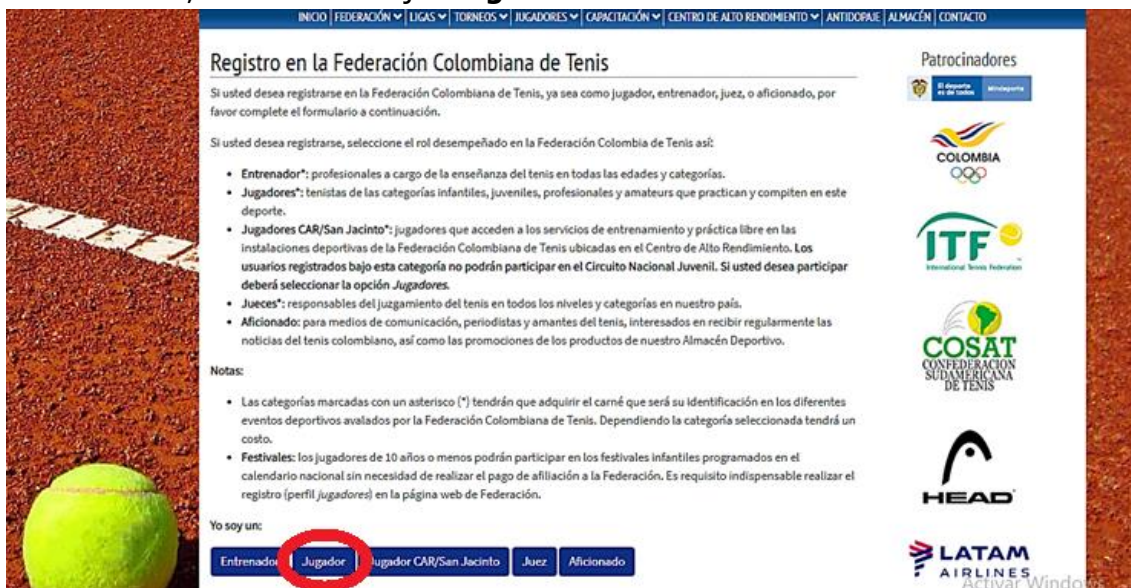 INICIO | FEDERACIÓN | LIGAS | TORNEOS | JUGADORES | CAPACITACIÓN | CENTRO DE ALTO RENDIMIENTO | ANTIDOPAJE | ALMACÉN | CONTACTO
Registro en la Federación Colombiana de Tenis
Si usted desea registrarse en la Federación Colombiana de Tenis, ya sea como jugador, entrenador, juez, o aficionado, por
favor complete el formulario a continuación.
Si usted desea registrarse, seleccione el rol desempeñado en la Federación Colombia de Tenis así:
• Entrenador*: profesionales a cargo de la enseñanza del tenis en todas las edades y categorías.
• Jugadores*: tenistas de las categorías infantiles, juveniles, profesionales y amateurs que practican y compiten en este
deporte.
• Jugadores CAR/San Jacinto*: jugadores que acceden a los servicios de entrenamiento y práctica libre en las
instalaciones deportivas de la Federación Colombiana de Tenis ubicadas en el Centro de Alto Rendimiento. Los
usuarios registrados bajo esta categoría no podrán participar en el Circuito Nacional Juvenil. Si usted desea participar
deberá seleccionar la opción Jugadores.
• Jueces*: responsables del juzgamiento del tenis en todos los niveles y categorías en nuestro país.
• Aficionado: para medios de comunicación, periodistas y amantes del tenis, interesados en recibir regularmente las
noticias del tenis colombiano, así como las promociones de los productos de nuestro Almacén Deportivo.
Notas:
• Las categorías marcadas con un asterisco (*) tendrán que adquirir el carné que será su identificación en los diferentes
eventos deportivos avalados por la Federación Colombiana de Tenis. Dependiendo la categoría seleccionada tendrá un
costo.
• Festivales: los jugadores de 10 años o menos podrán participar en los festivales infantiles programados en el
calendario nacional sin necesidad de realizar el pago de afiliación a la Federación. Es requisito indispensable realizar el
registro (perfil jugadores) en la página web de Federación.
Yo soy un:
Entrenador Jugador Jugador CAR/San Jacinto Juez Aficionado
Patrocinadores
El deporte
es de todos Mindeporte
COLOMBIA
ITF
International Tennis Federation
COSAT
CONFEDERACION
SUDAMERICANA
DE TENIS
HEAD
LATAM
AIRLINES
Activar Windows